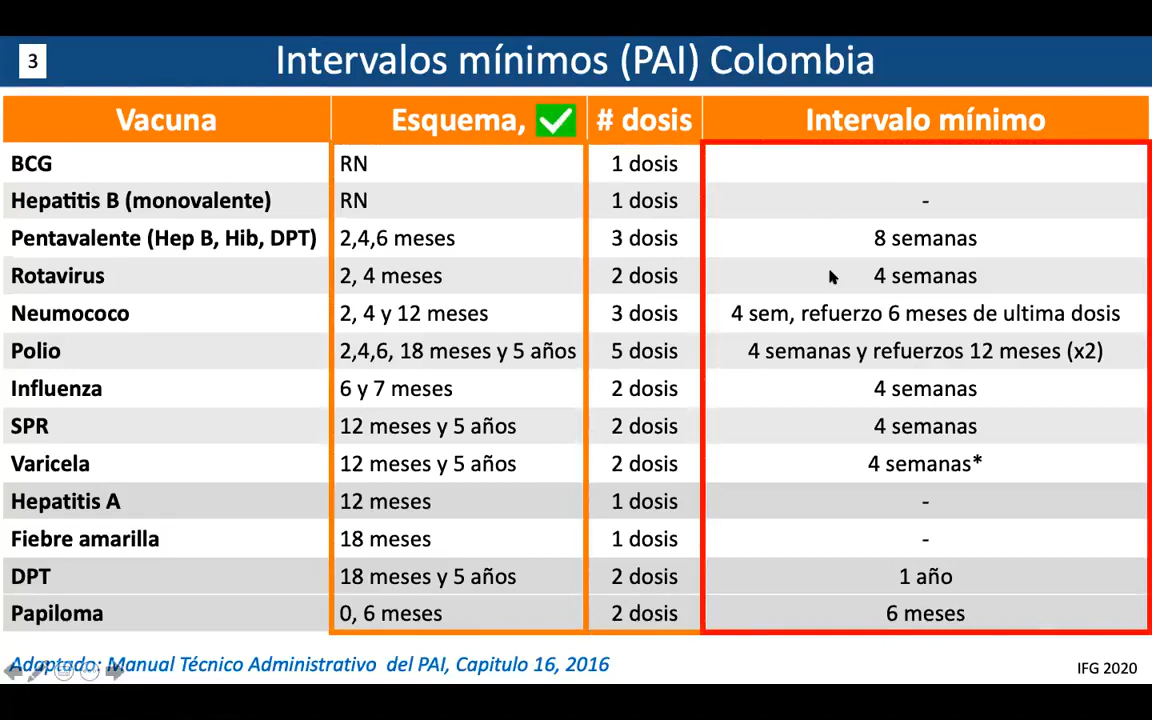 3
Intervalos mínimos (PAI) Colombia
Vacuna Esquema, # dosis Intervalo mínimo
BCG RN 1 dosis
Hepatitis B (monovalente) RN 1 dosis -
Pentavalente (Hep B, Hib, DPT) 2,4,6 meses 3 dosis 8 semanas
Rotavirus 2, 4 meses 2 dosis 4 semanas
Neumococo 2, 4 y 12 meses 3 dosis 4 sem, refuerzo 6 meses de ultima dosis
Polio 2,4,6, 18 meses y 5 años 5 dosis 4 semanas y refuerzos 12 meses (x2)
Influenza 6 y 7 meses 2 dosis 4 semanas
SPR 12 meses y 5 años 2 dosis 4 semanas
Varicela 12 meses y 5 años 2 dosis 4 semanas*
Hepatitis A 12 meses 1 dosis -
Fiebre amarilla 18 meses 1 dosis -
DPT 18 meses y 5 años 2 dosis 1 año
Papiloma 0, 6 meses 2 dosis 6 meses
Adaptado: Manual Técnico Administrativo del PAI, Capitulo 16, 2016
IFG 2020